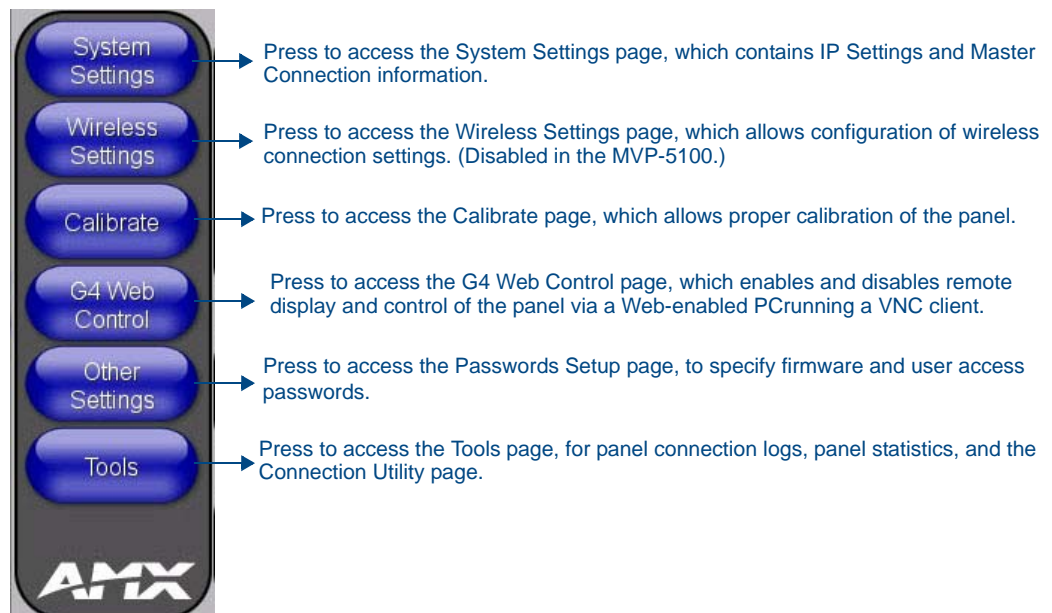 System
Settings
Press to access the System Settings page, which contains IP Settings and Master
Connection information.
Wireless
Settings
Press to access the Wireless Settings page, which allows configuration of wireless
connection settings. (Disabled in the MVP-5100.)
Calibrate
Press to access the Calibrate page, which allows proper calibration of the panel.
G4 Web
Control
Press to access the G4 Web Control page, which enables and disables remote
display and control of the panel via a Web-enabled PCrunning a VNC client.
Other
Settings
Press to access the Passwords Setup page, to specify firmware and user access
passwords.
Tools
Press to access the Tools page, for panel connection logs, panel statistics, and the
Connection Utility page.
AMX